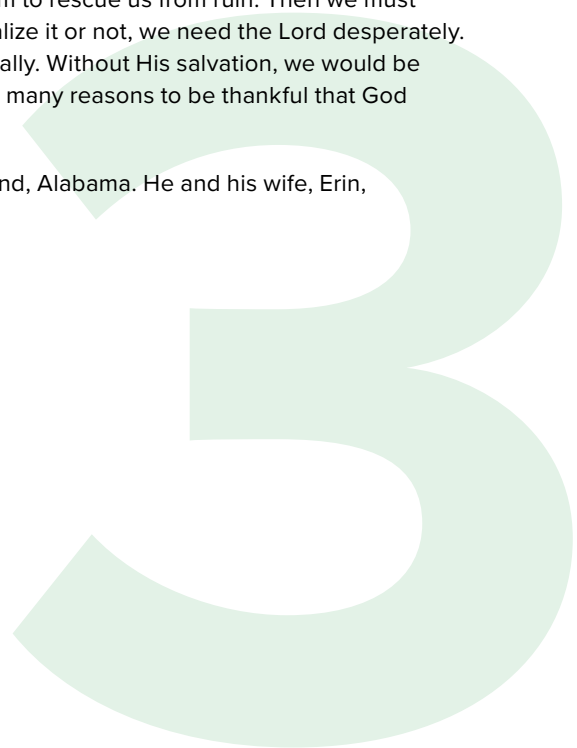 m to rescue us from ruin. Then we must
alize it or not, we need the Lord desperately.
ally. Without His salvation, we would be
many reasons to be thankful that God
nd, Alabama. He and his wife, Erin,
3